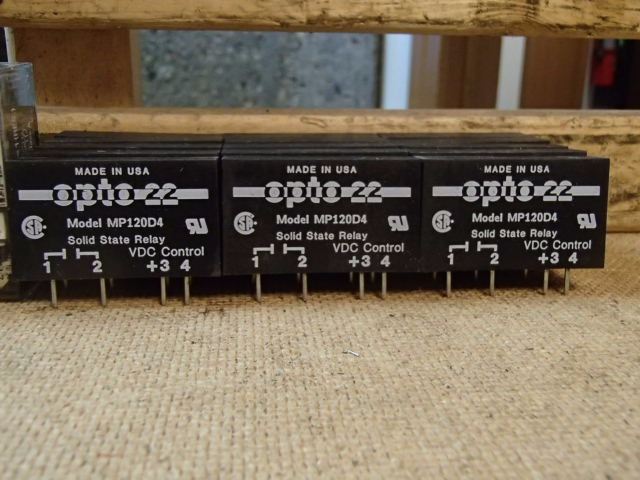 MADE IN USA
opto 22
Model MP120D4
Solid State Relay
VDC Control
1 2 +3 4
MADE IN USA
opto 22
Model MP120D4
Solid State Relay
VDC Control
1 2 +3 4
MADE IN USA
opto 22
Model MP120D4
Solid State Relay
VDC Control
1 2 +3 4